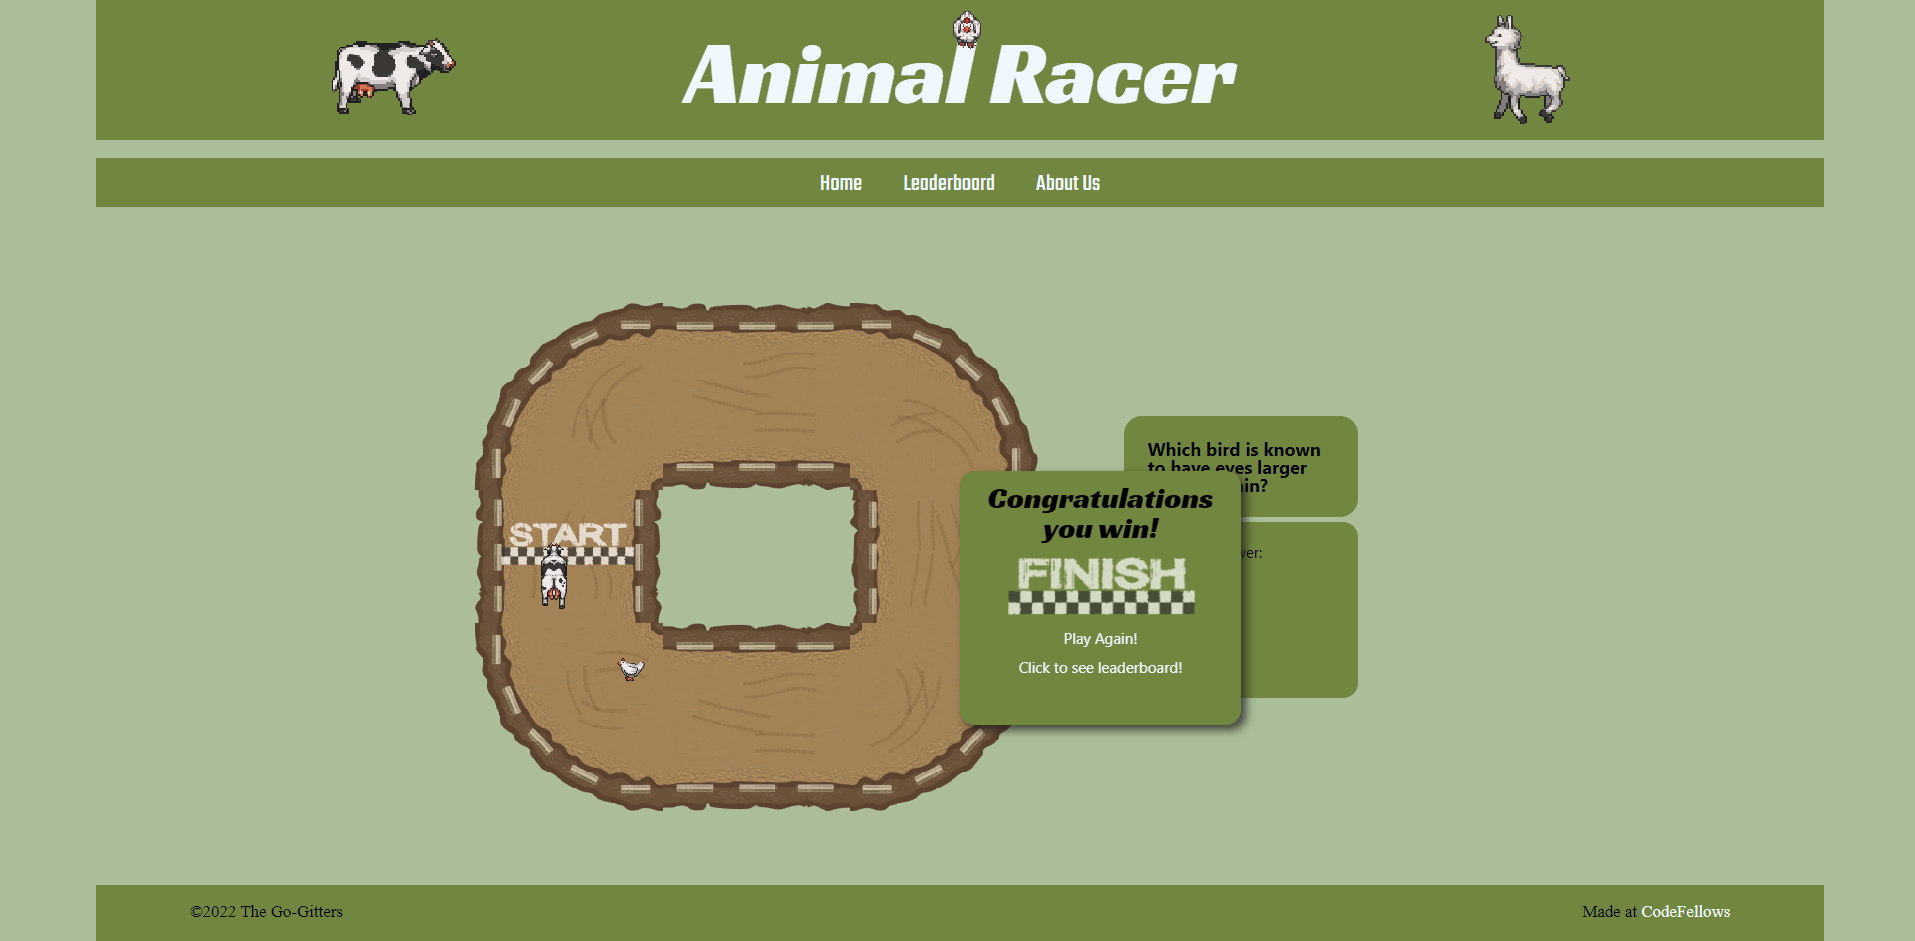 Animal Racer
Home Leaderboard About Us
Which bird is known
to have eyes larger
START
Congratulations
you win!
FINISH
Play Again!
Click to see leaderboard!
©2022 The Go-Gitters
Made at CodeFellows